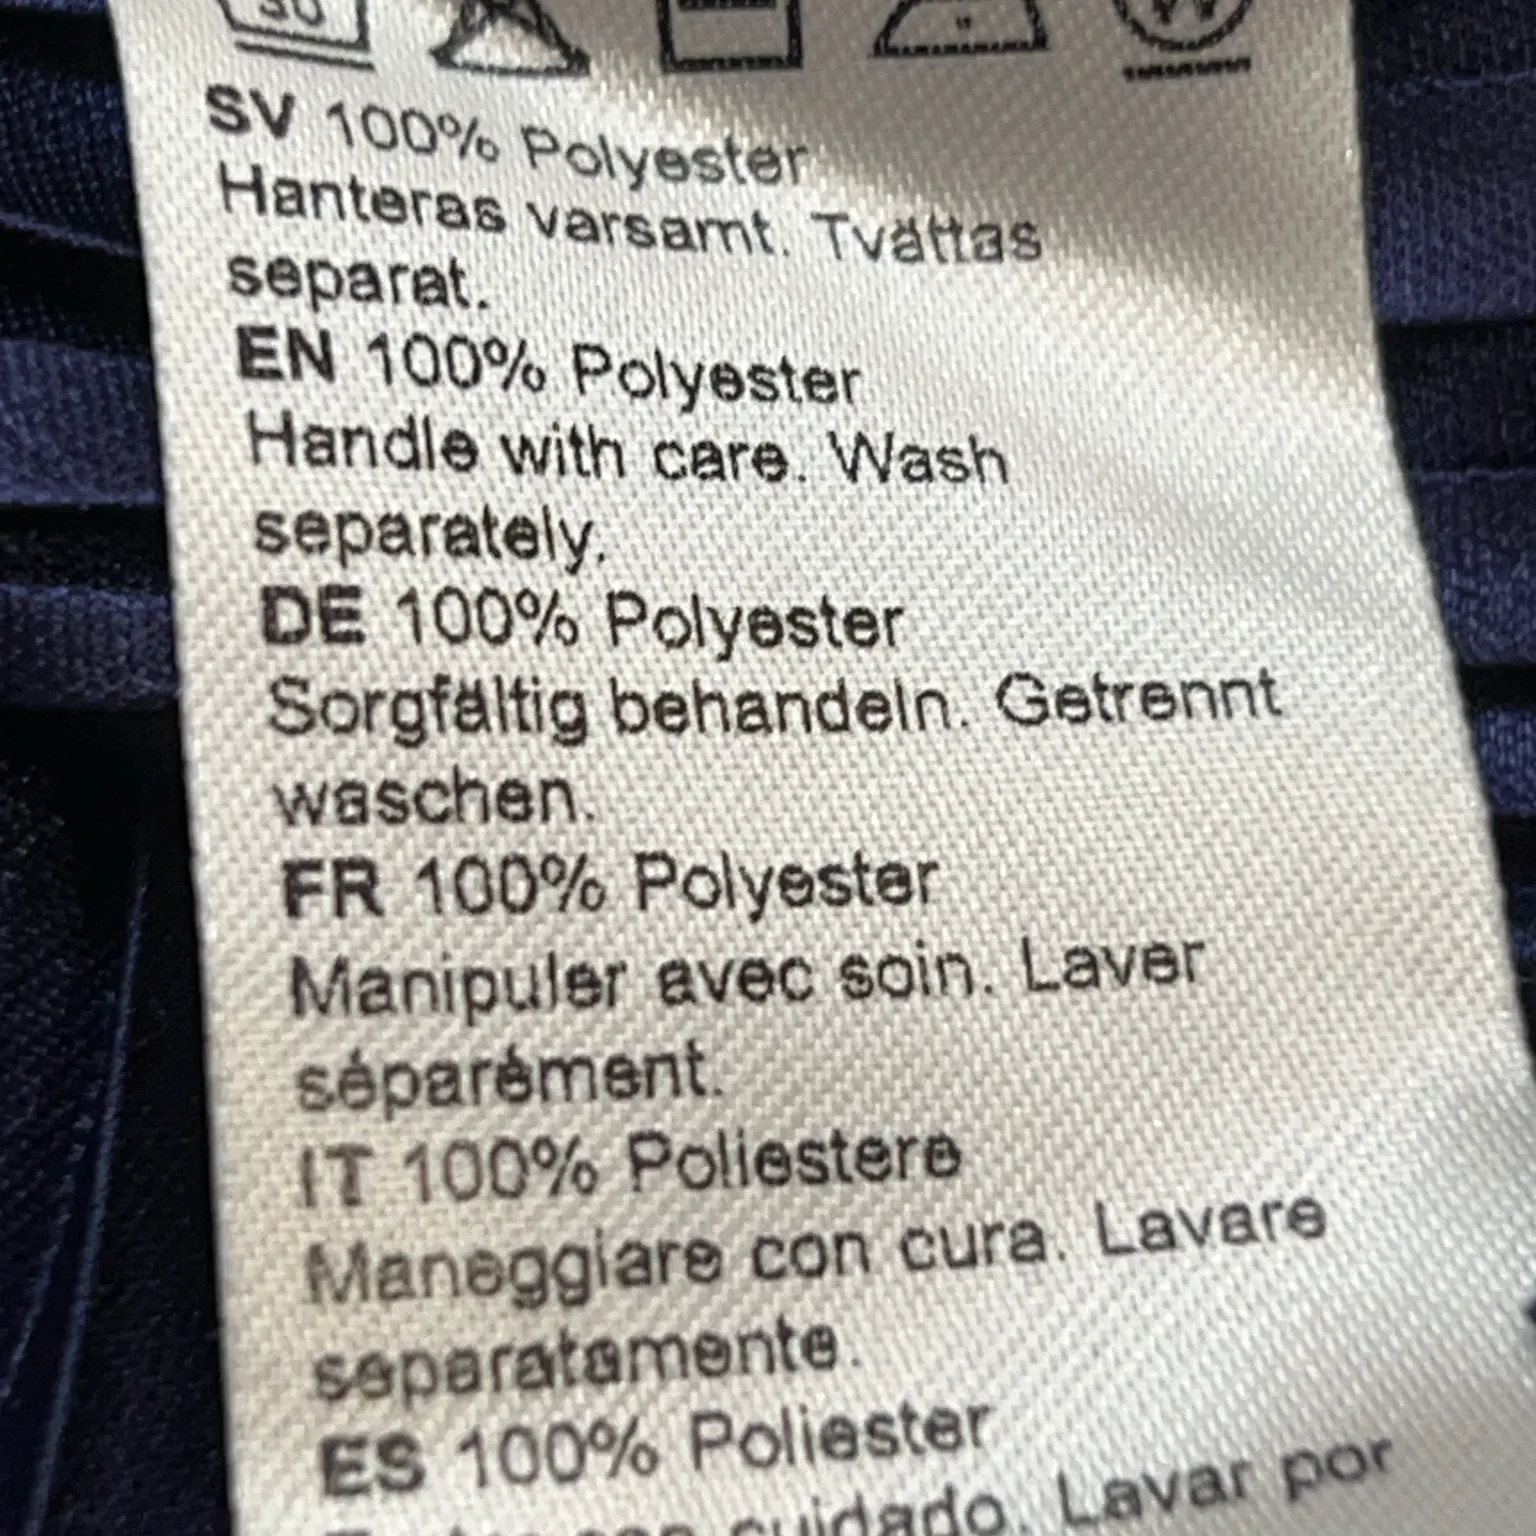 30
W
SV 100% Polyester
Hanteras varsamt. Tvättas
separat.
EN 100% Polyester
Handle with care. Wash
separately.
DE 100% Polyester
Sorgfältig behandeln. Getrennt
waschen.
FR 100% Polyester
Manipuler avec soin. Laver
séparément.
IT 100% Poliestere
Maneggiare con cura. Lavare
separatamente.
ES 100% Poliester
con cuidado. Lavar por